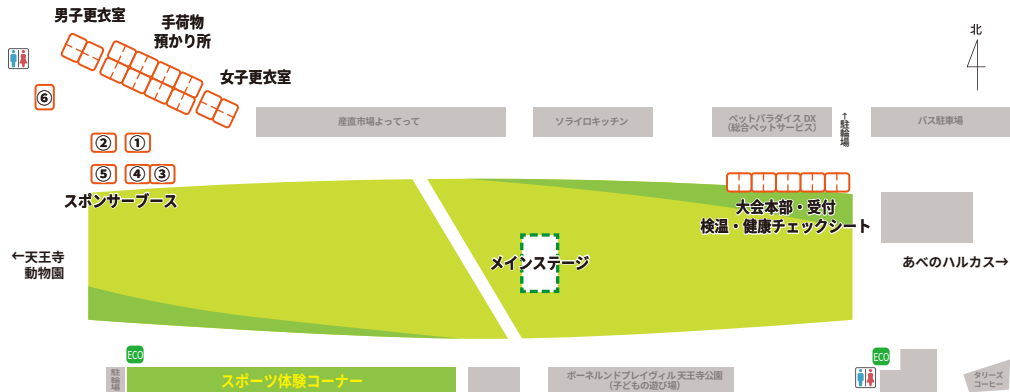 男子更衣室
手荷物
預かり所
女子更衣室
北
⑥
②
①
⑤
④
③
スポンサーブース
産直市場よってって
ソライロキッチン
ペットパラダイス DX
（総合ペットサービス）
↑
駐輪場
バス駐車場
大会本部・受付
検温・健康チェックシート
←天王寺
動物園
メインステージ
あべのハルカス→
ECO
駐輪場
スポーツ体験コーナー
ボーネルンドプレイヴィル 天王寺公園
（子どもの遊び場）
ECO
タリーズ
コーヒー